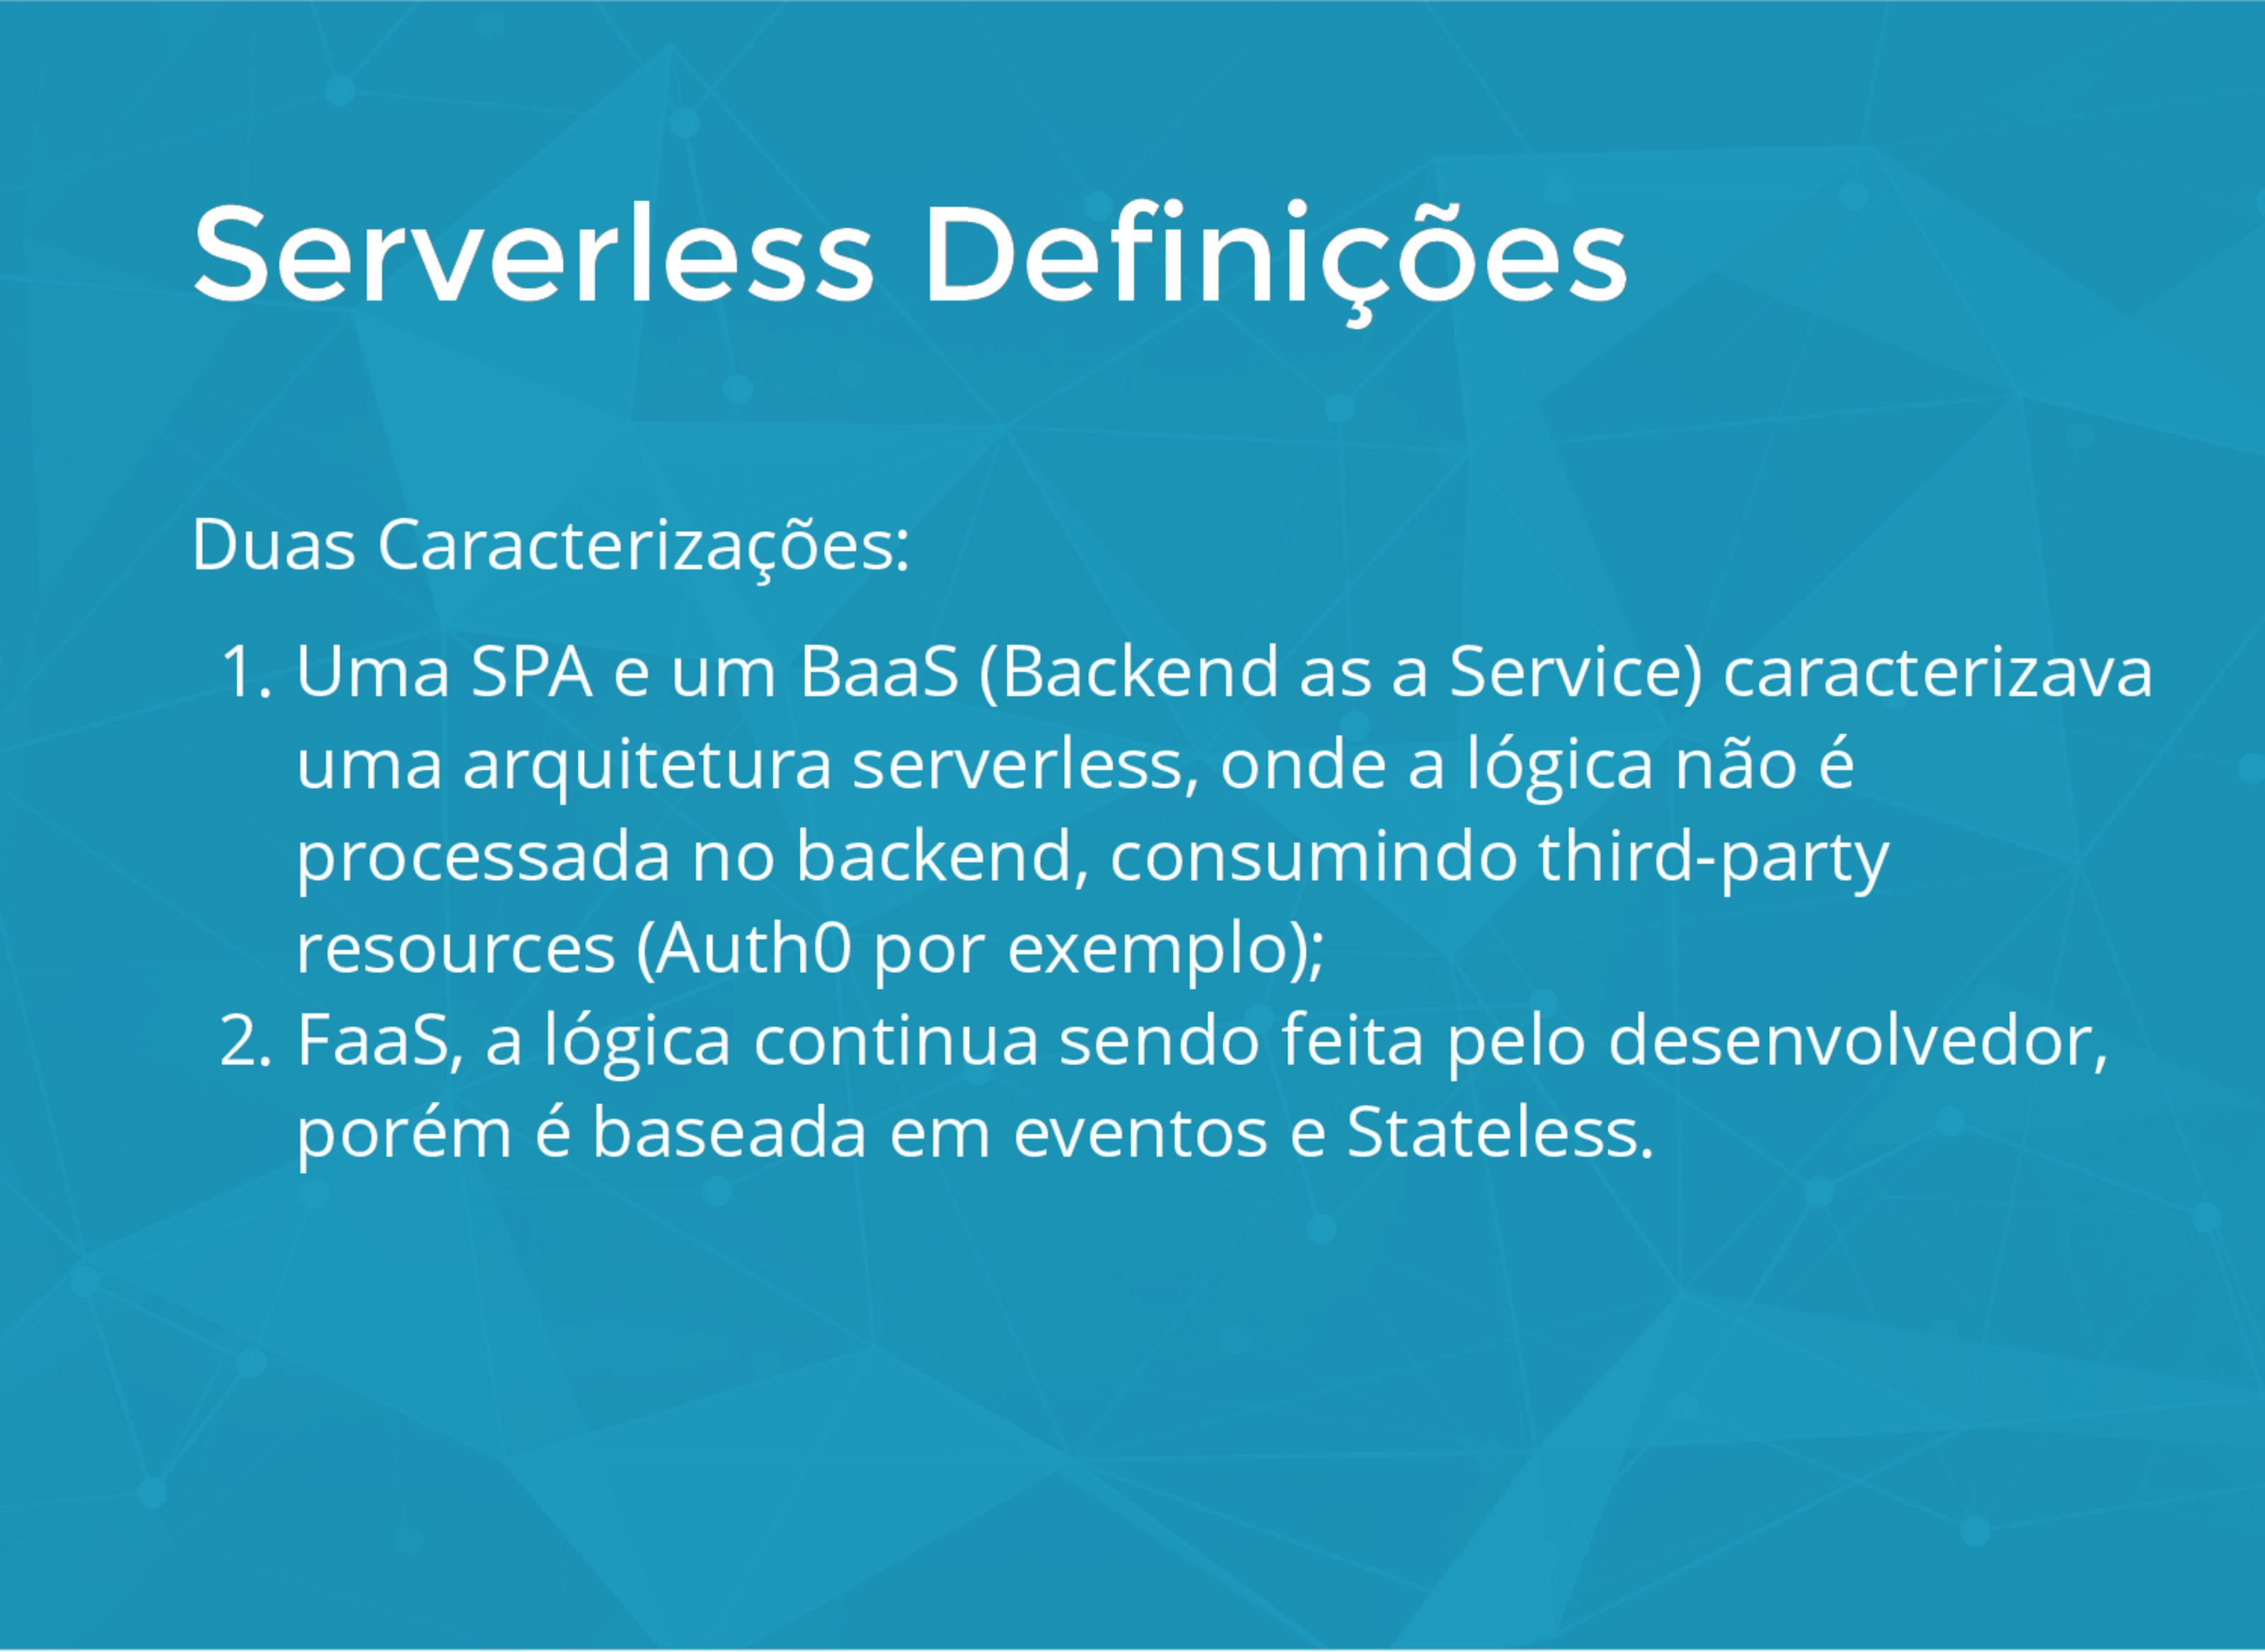 Serverless Definições
Duas Caracterizações:
1. Uma SPA e um BaaS (Backend as a Service) caracterizava
uma arquitetura serverless, onde a lógica não é
processada no backend, consumindo third-party
resources (Auth0 por exemplo);
2. FaaS, a lógica continua sendo feita pelo desenvolvedor,
porém é baseada em eventos e Stateless.